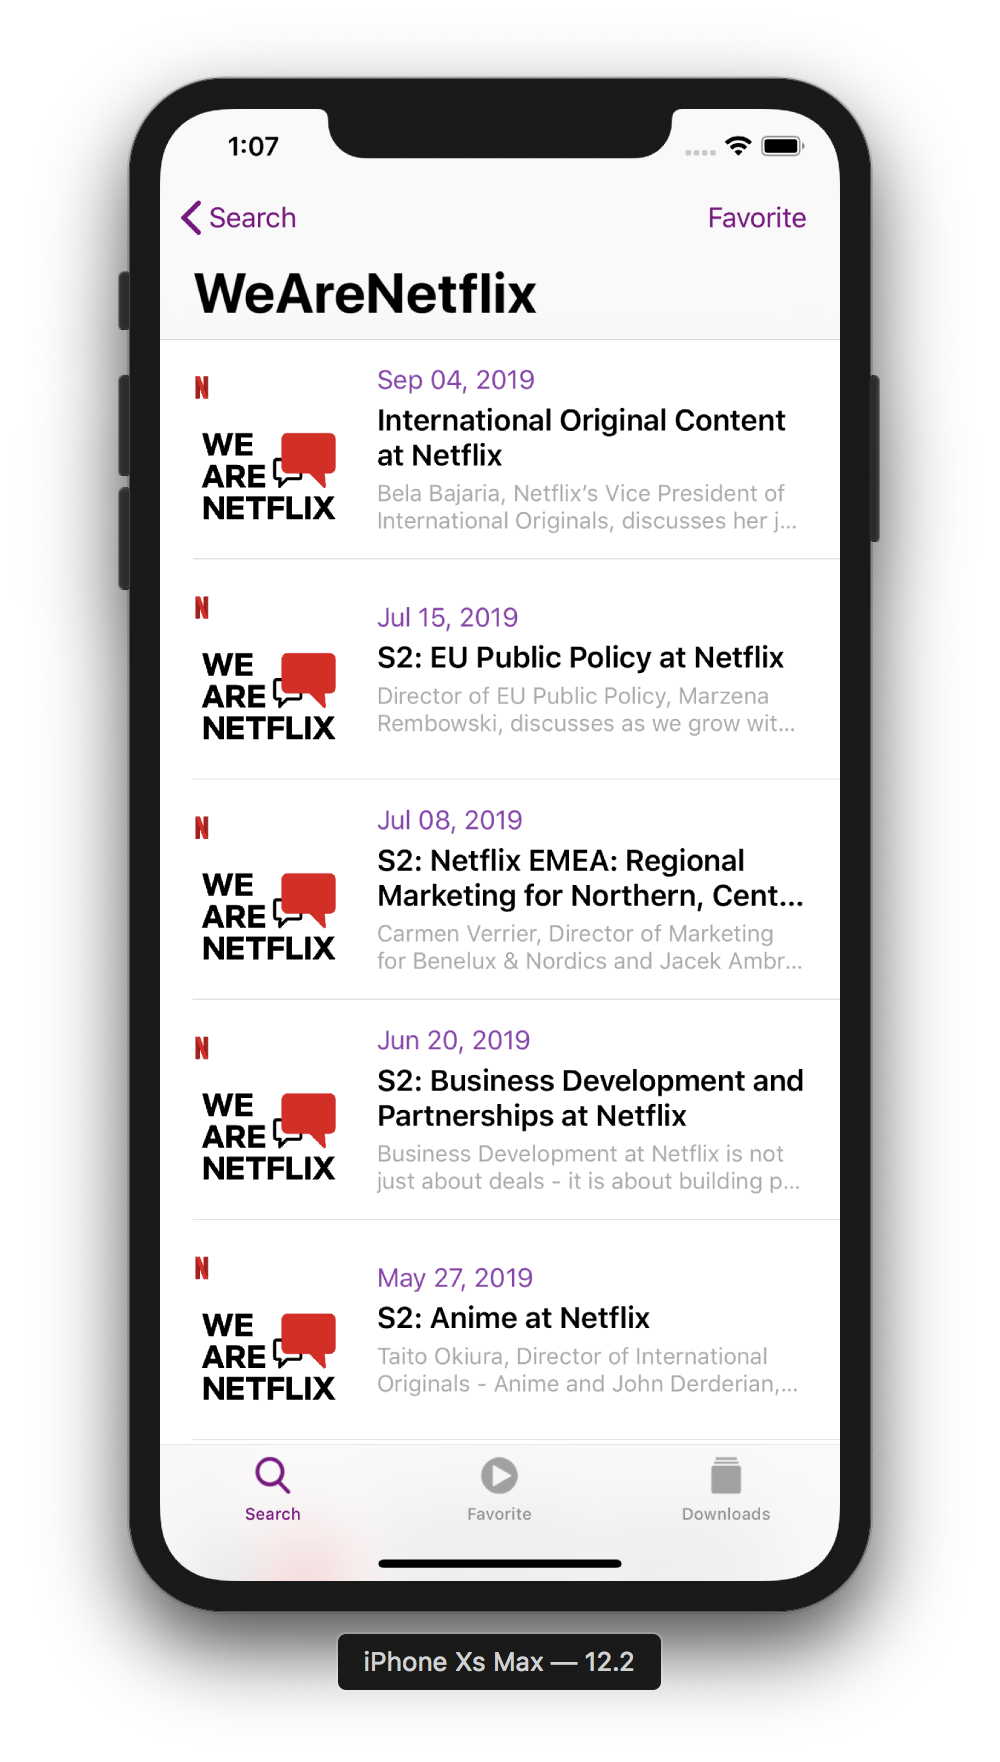 1:07
Search
Favorite
WeAreNetflix
N
WE
ARE
NETFLIX
Sep 04, 2019
International Original Content
at Netflix
Bela Bajaria, Netflix’s Vice President of
International Originals, discusses her j...
N
WE
ARE
NETFLIX
Jul 15, 2019
S2: EU Public Policy at Netflix
Director of EU Public Policy, Marzena
Rembowski, discusses as we grow wit...
N
WE
ARE
NETFLIX
Jul 08, 2019
S2: Netflix EMEA: Regional
Marketing for Northern, Cent...
Carmen Verrier, Director of Marketing
for Benelux & Nordics and Jacek Ambr...
N
WE
ARE
NETFLIX
Jun 20, 2019
S2: Business Development and
Partnerships at Netflix
Business Development at Netflix is not
just about deals - it is about building p...
N
WE
ARE
NETFLIX
May 27, 2019
S2: Anime at Netflix
Taito Okiura, Director of International
Originals - Anime and John Derderian,...
Search
Favorite
Downloads
iPhone Xs Max — 12.2